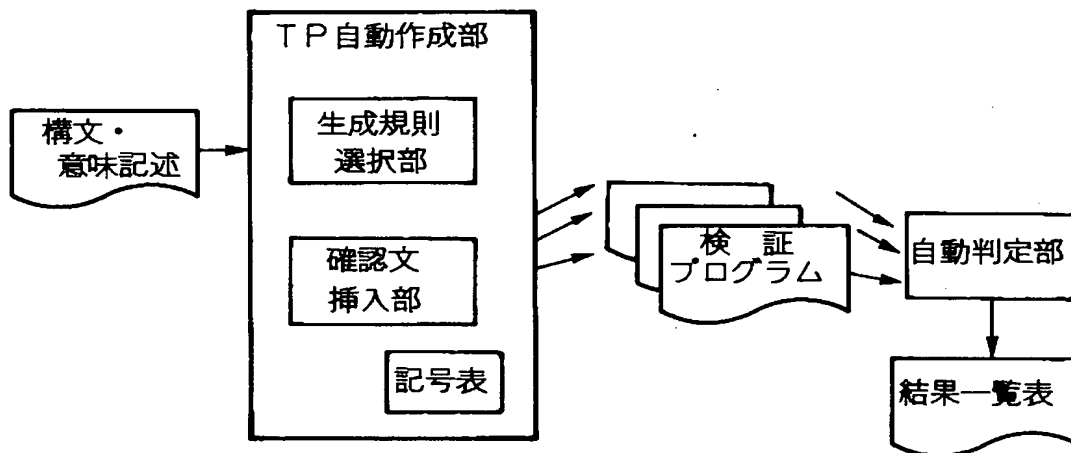 TP自動作成部
構文・
意味記述
生成規則
選択部
確認文
挿入部
記号表
検 証
プログラム
自動判定部
結果一覧表